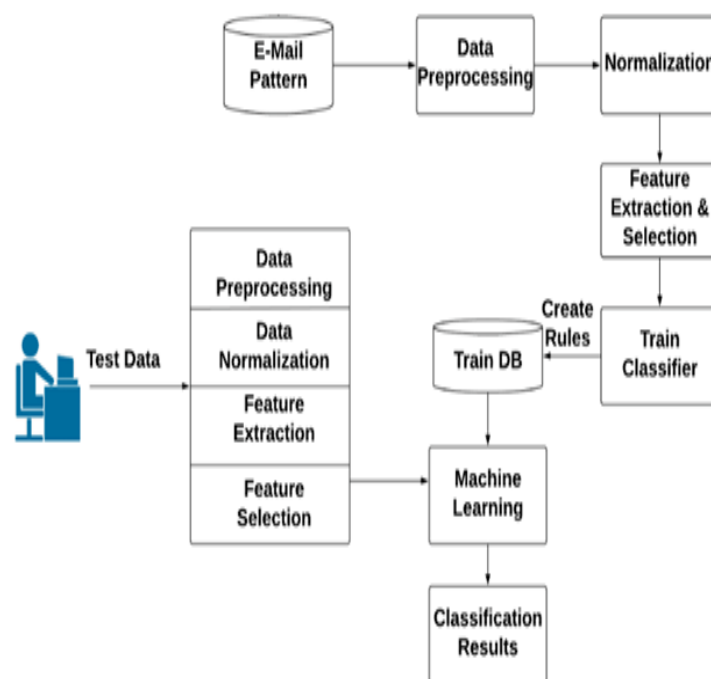 E-Mail
Pattern
Data
Preprocessing
Normalization
Feature
Extraction &
Selection
Train
Classifier
Create
Rules
Train DB
Test Data
Data
Preprocessing
Data
Normalization
Feature
Extraction
Feature
Selection
Machine
Learning
Classification
Results